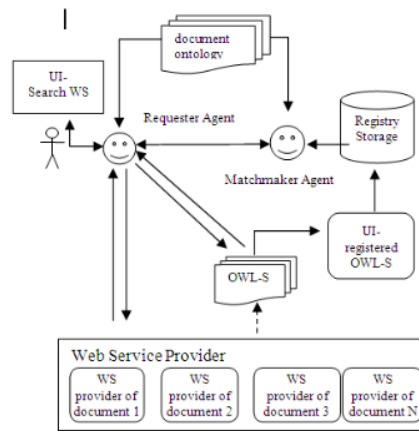 document
ontology
UI-
Search WS
Requester Agent
Registry
Storage
Matchmaker Agent
UI-
registered
OWL-S
OWL-S
Web Service Provider
WS
provider of
document 1
WS
provider of
document 2
WS
provider of
document 3
WS
provider of
document N